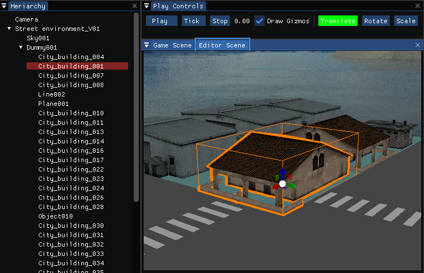 Heriarchy
Camera
Street environment_V01
Sky001
Dummy001
City_building_004
City_building_001
City_building_007
City_building_008
Line002
Plane001
City_building_010
City_building_011
City_building_013
City_building_014
City_building_016
City_building_017
City_building_022
City_building_023
City_building_024
City_building_026
City_building_028
Object010
City_building_030
City_building_031
City_building_032
City_building_033
City_building_034
City_building_035
Play Controls
Play Tick Stop 0.00 Draw Gizmos Translate Rotate Scale
Game Scene Editor Scene